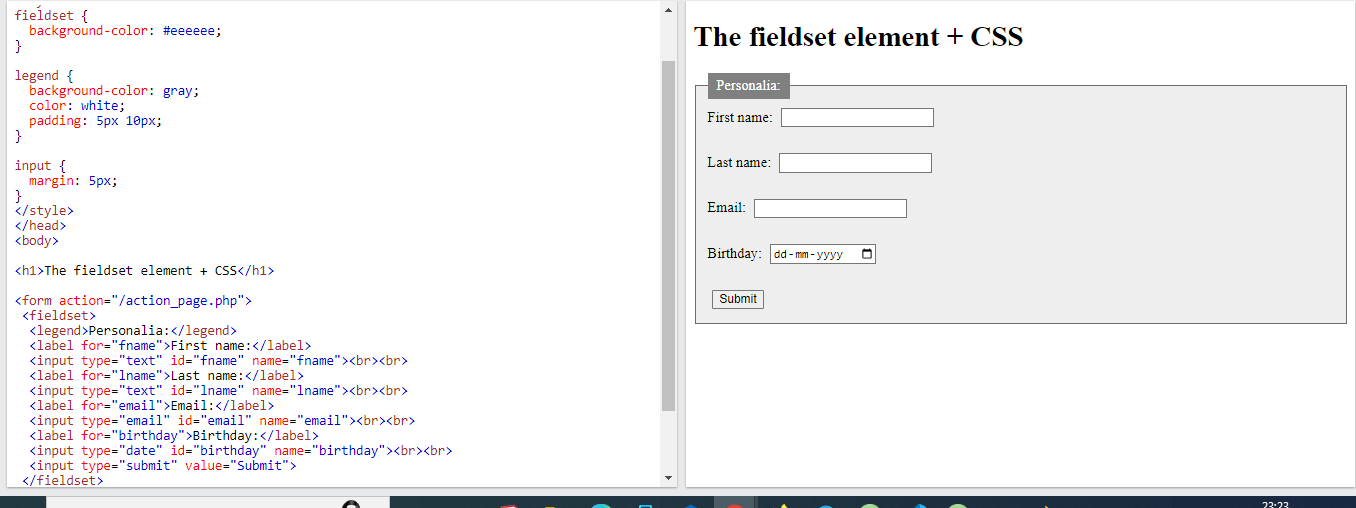 fieldset {
  background-color: #eeeeee;
}

legend {
  background-color: gray;
  color: white;
  padding: 5px 10px;
}

input {
  margin: 5px;
}
</style>
</head>
<body>

<h1>The fieldset element + CSS</h1>

<form action="/action_page.php">
 <fieldset>
  <legend>Personalia:</legend>
  <label for="fname">First name:</label>
  <input type="text" id="fname" name="fname"><br><br>
  <label for="lname">Last name:</label>
  <input type="text" id="lname" name="lname"><br><br>
  <label for="email">Email:</label>
  <input type="email" id="email" name="email"><br><br>
  <label for="birthday">Birthday:</label>
  <input type="date" id="birthday" name="birthday"><br><br>
  <input type="submit" value="Submit">
 </fieldset>
The fieldset element + CSS
Personalia:
First name:
Last name:
Email:
Birthday: dd-mm-yyyy
Submit
23:23